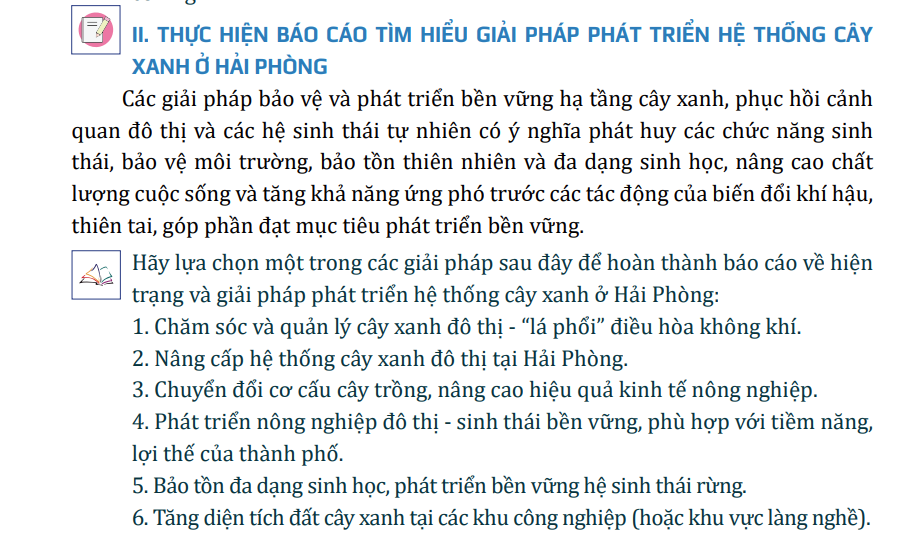 II. THỰC HIỆN BÁO CÁO TÌM HIỂU GIẢI PHÁP PHÁT TRIỂN HỆ THỐNG CÂY
XANH Ở HẢI PHÒNG
Các giải pháp bảo vệ và phát triển bền vững hạ tầng cây xanh, phục hồi cảnh
quan đô thị và các hệ sinh thái tự nhiên có ý nghĩa phát huy các chức năng sinh
thái, bảo vệ môi trường, bảo tồn thiên nhiên và đa dạng sinh học, nâng cao chất
lượng cuộc sống và tăng khả năng ứng phó trước các tác động của biến đổi khí hậu,
thiên tai, góp phần đạt mục tiêu phát triển bền vững.
Hãy lựa chọn một trong các giải pháp sau đây để hoàn thành báo cáo về hiện
trạng và giải pháp phát triển hệ thống cây xanh ở Hải Phòng:
1. Chăm sóc và quản lý cây xanh đô thị - “lá phổi” điều hòa không khí.
2. Nâng cấp hệ thống cây xanh đô thị tại Hải Phòng.
3. Chuyển đổi cơ cấu cây trồng, nâng cao hiệu quả kinh tế nông nghiệp.
4. Phát triển nông nghiệp đô thị - sinh thái bền vững, phù hợp với tiềm năng,
lợi thế của thành phố.
5. Bảo tồn đa dạng sinh học, phát triển bền vững hệ sinh thái rừng.
6. Tăng diện tích đất cây xanh tại các khu công nghiệp (hoặc khu vực làng nghề).